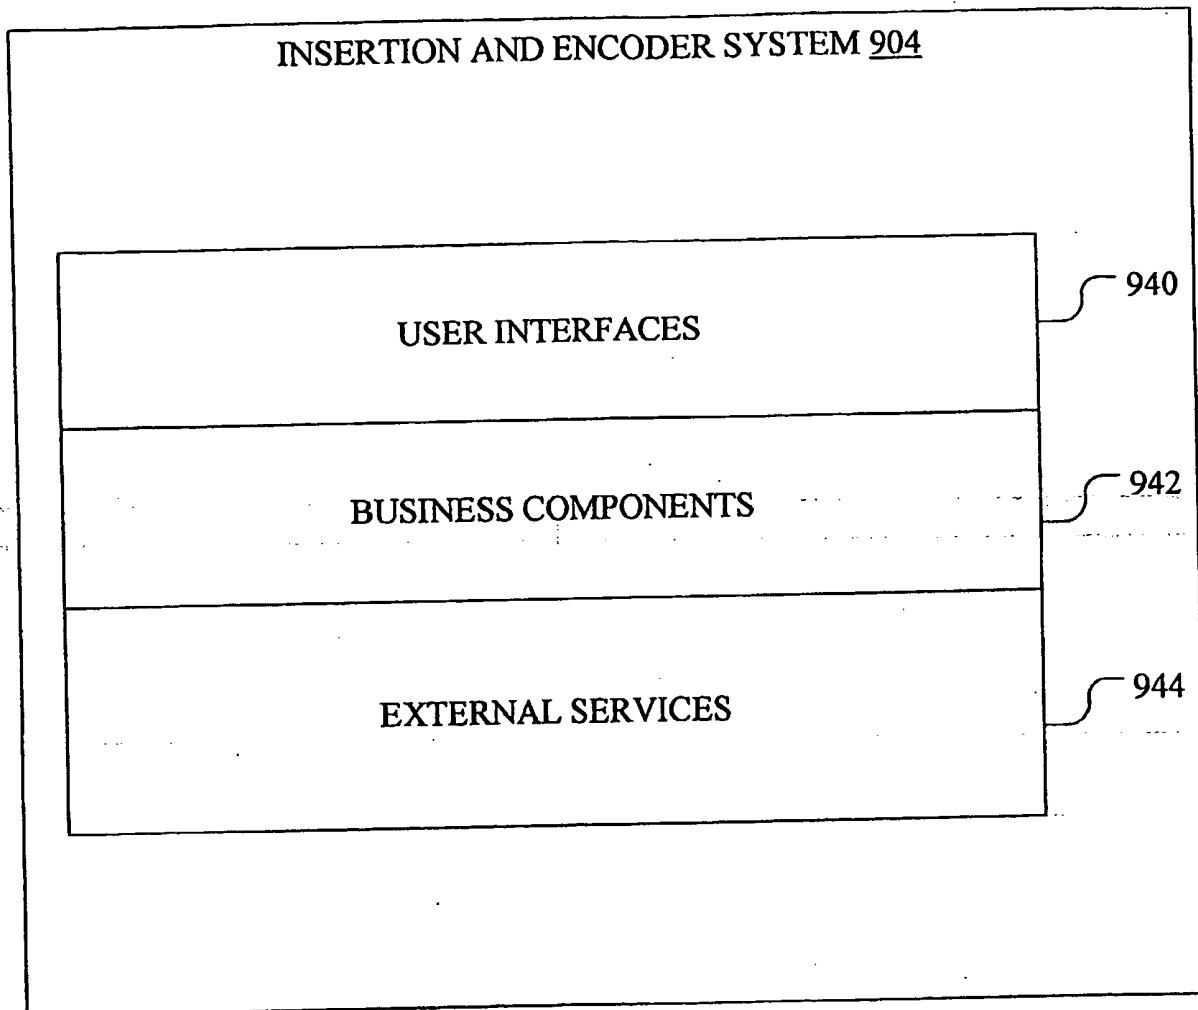 INSERTION AND ENCODER SYSTEM 904
USER INTERFACES
940
BUSINESS COMPONENTS
942
EXTERNAL SERVICES
944